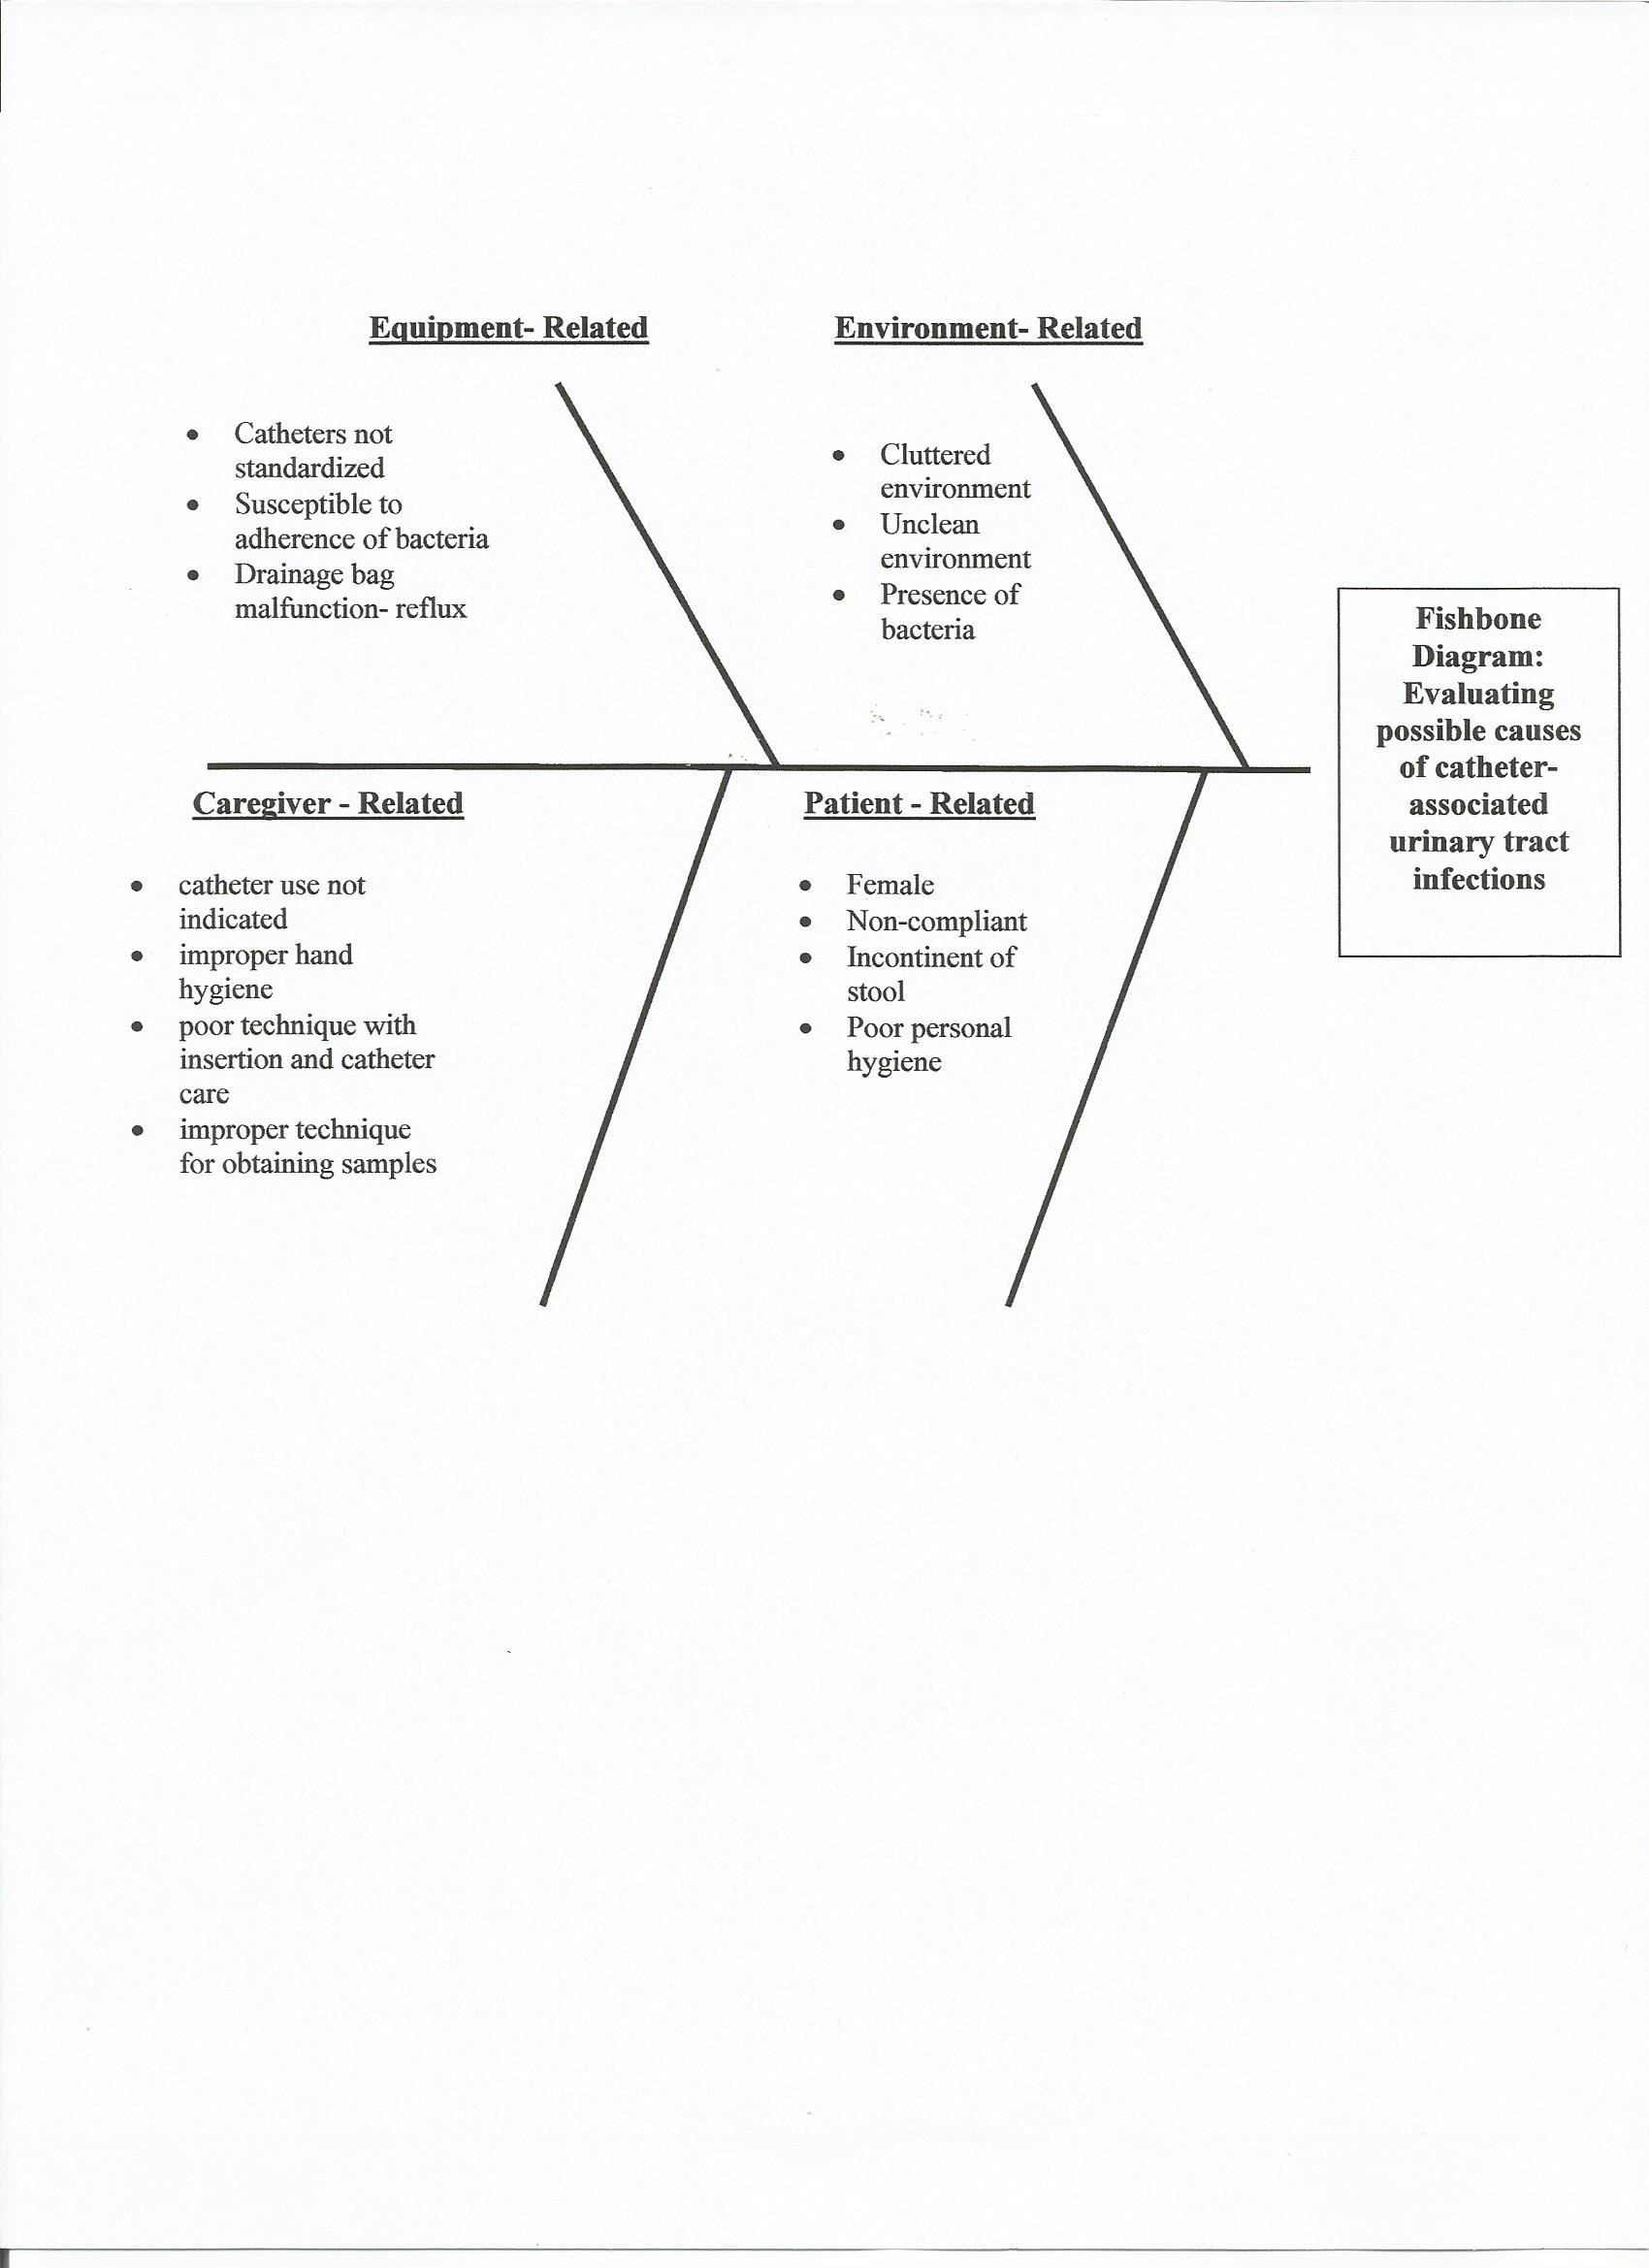 Equipment- Related
Catheters not
standardized
Susceptible to
adherence of bacteria
Drainage bag
malfunction- reflux
Environment- Related
Cluttered
environment
Unclean
environment
Presence of
bacteria
Caregiver - Related
catheter use not
indicated
improper hand
hygiene
poor technique with
insertion and catheter
care
improper technique
for obtaining samples
Patient - Related
Female
Non-compliant
Incontinent of
stool
Poor personal
hygiene
Fishbone
Diagram:
Evaluating
possible causes
of catheter-
associated
urinary tract
infections